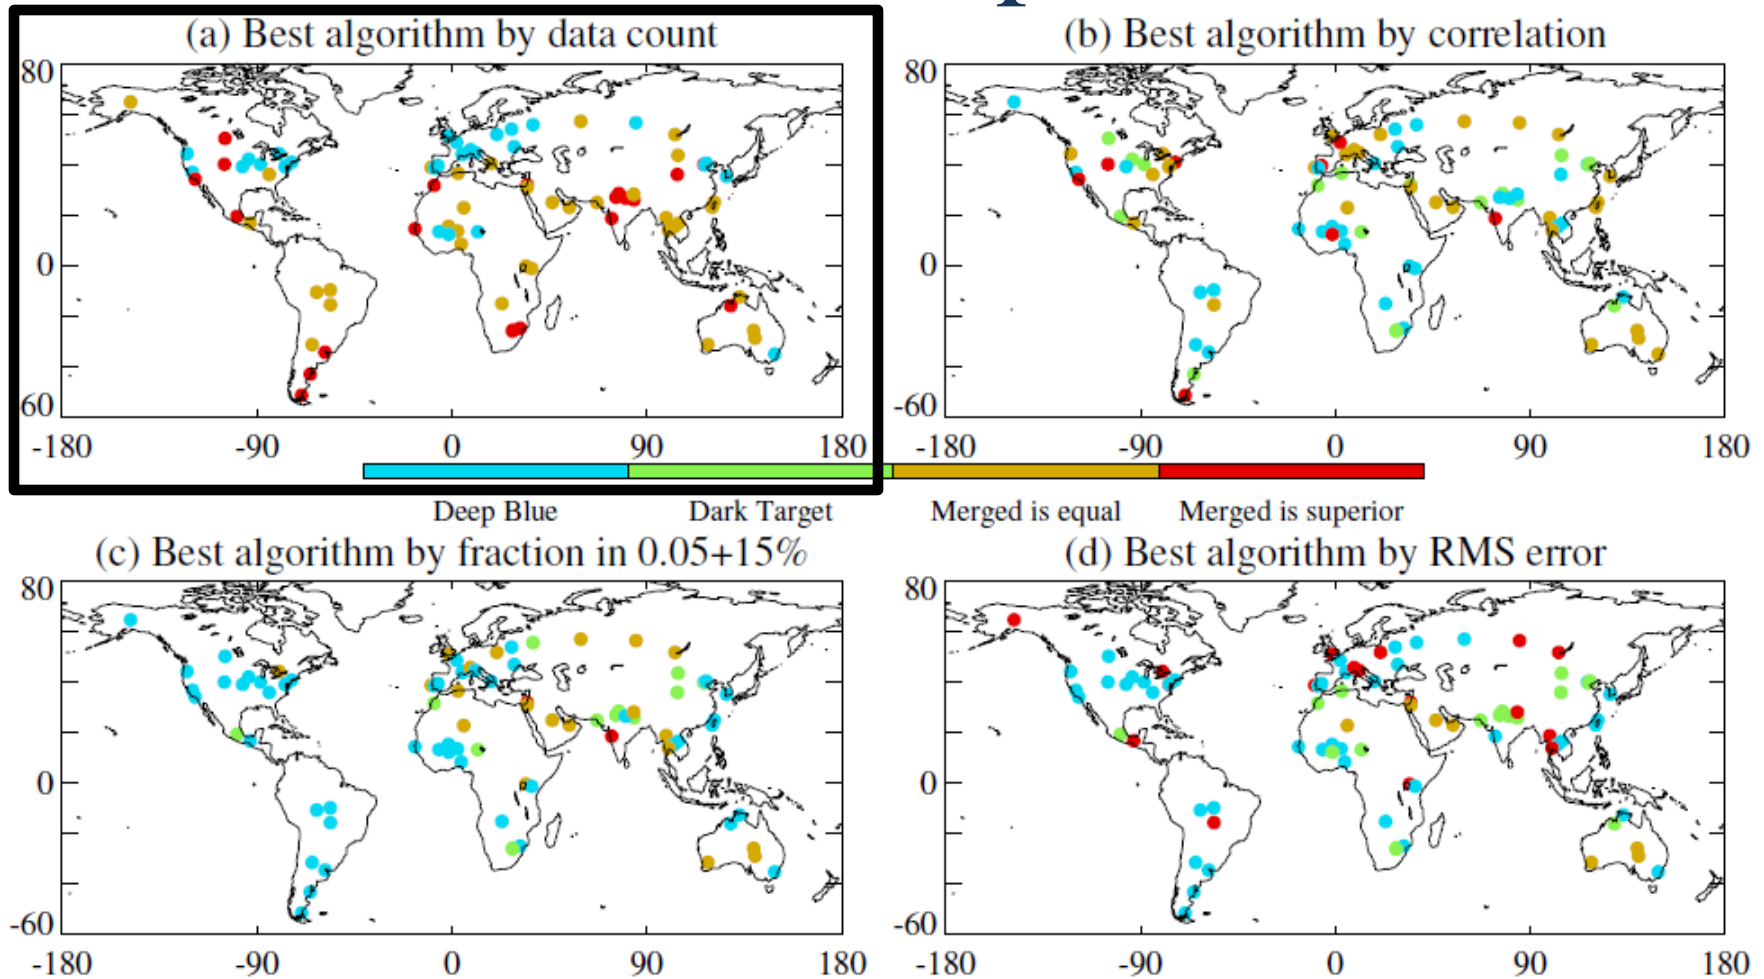 (a) Best algorithm by data count
(b) Best algorithm by correlation
80
0
60
-180 -90 0 90 180
80
0
-60
-180 -90 0 90 180
Deep Blue Dark Target Merged is equal Merged is superior
(c) Best algorithm by fraction in 0.05+15%
(d) Best algorithm by RMS error
80
0
-60
-180 -90 0 90 180
80
0
-60
-180 -90 0 90 180